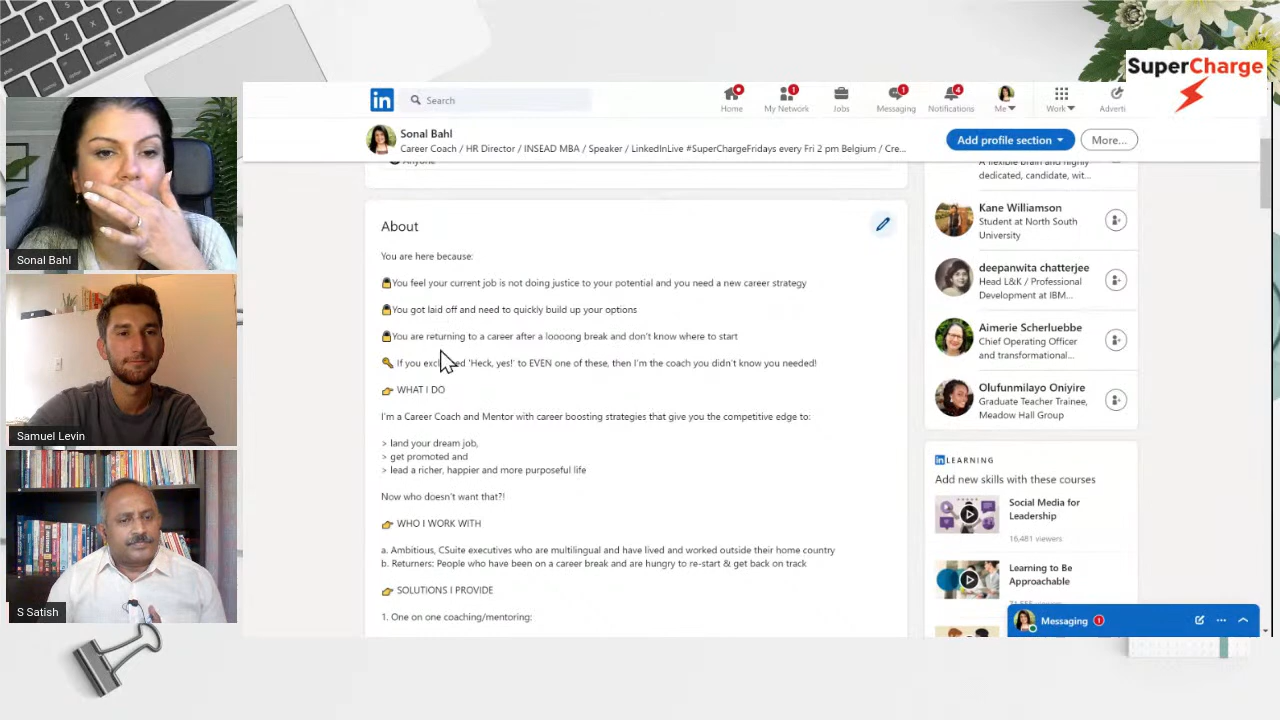 SuperCharge
in
Search
Home
My Network
Jobs
Messaging
Notifications
Me
Work
Adverti
1
1
4
Sonal Bahl
Career Coach / HR Director / INSEAD MBA / Speaker / LinkedInLive #SuperChargeFridays every Fri 2 pm Belgium / Cre...
Add profile section
More...
Anyone
About
You are here because:
You feel your current job is not doing justice to your potential and you need a new career strategy
You got laid off and need to quickly build up your options
You are returning to a career after a loooong break and don't know where to start
If you exc ed 'Heck, yes!' to EVEN one of these, then I'm the coach you didn't know you needed!
WHAT I DO
I'm a Career Coach and Mentor with career boosting strategies that give you the competitive edge to:
> land your dream job,
> get promoted and
> lead a richer, happier and more purposeful life
Now who doesn't want that?!
WHO I WORK WITH
a. Ambitious, CSuite executives who are multilingual and have lived and worked outside their home country
b. Returners: People who have been on a career break and are hungry to re-start & get back on track
SOLUTIONS I PROVIDE
1. One on one coaching/mentoring:
A flexible brain and highly
dedicated, candidate, wit...
Kane Williamson
Student at North South
University
deepanwita chatterjee
Head L&K / Professional
Development at IBM...
Aimerie Scherluebbe
Chief Operating Officer
and transformational...
Olufunmilayo Oniyire
Graduate Teacher Trainee,
Meadow Hall Group
in LEARNING
Add new skills with these courses
Social Media for
Leadership
16,481 viewers
Learning to Be
Approachable
Messaging 1
Sonal Bahl
Samuel Levin
S Satish